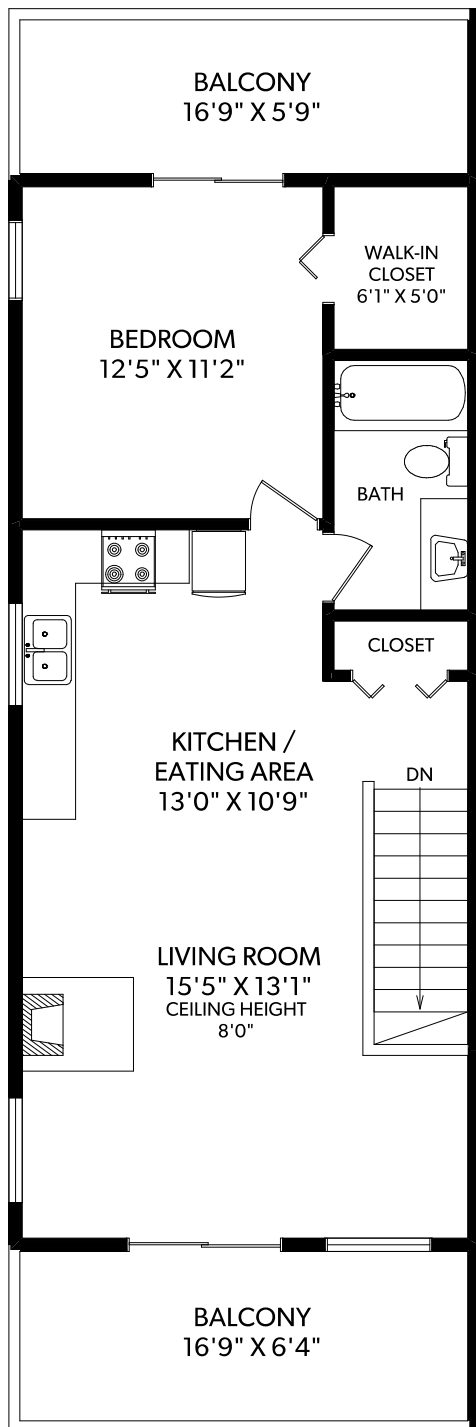 BALCONY
16'9" X 5'9"
WALK-IN
CLOSET
6'1" X 5'0"
BEDROOM
12'5" X 11'2"
BATH
CLOSET
KITCHEN /
EATING AREA
13'0" X 10'9"
DN
LIVING ROOM
15'5" X 13'1"
CEILING HEIGHT
8'0"
BALCONY
16'9" X 6'4"